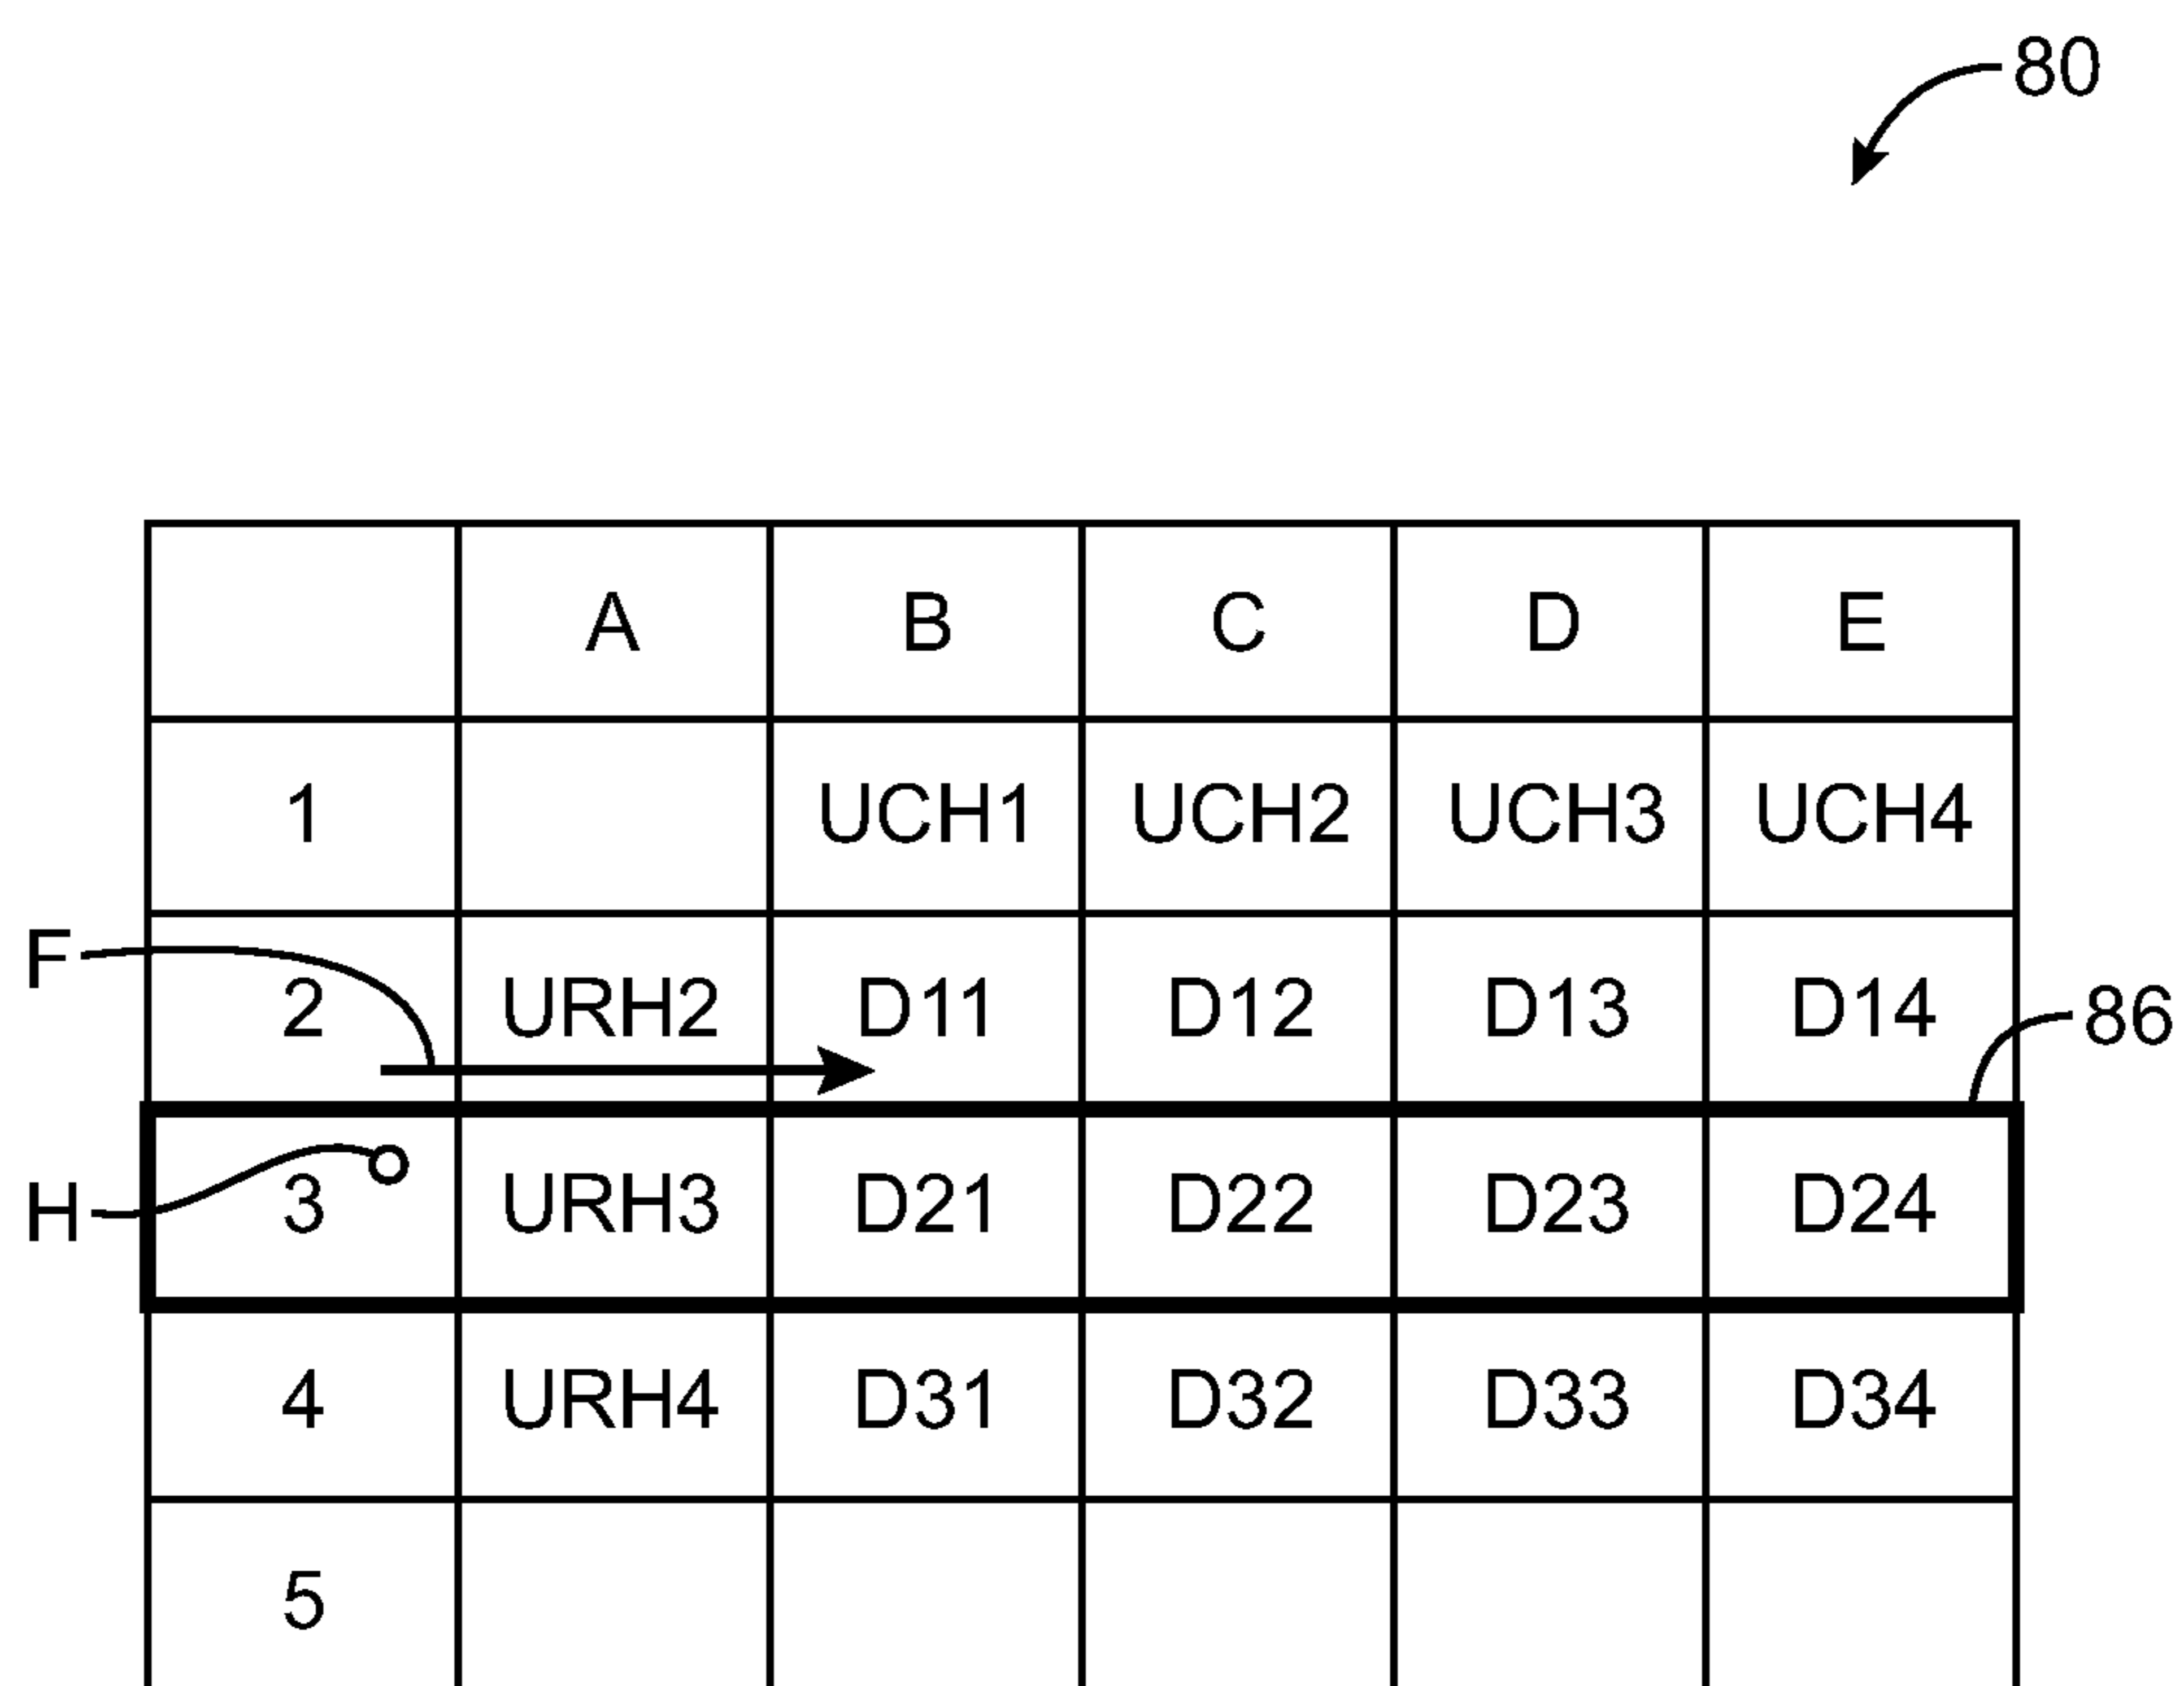 80
A B C D E
1 UCH1 UCH2 UCH3 UCH4
F
2 URH2 D11 D12 D13 D14
86
H
3 URH3 D21 D22 D23 D24
4 URH4 D31 D32 D33 D34
5